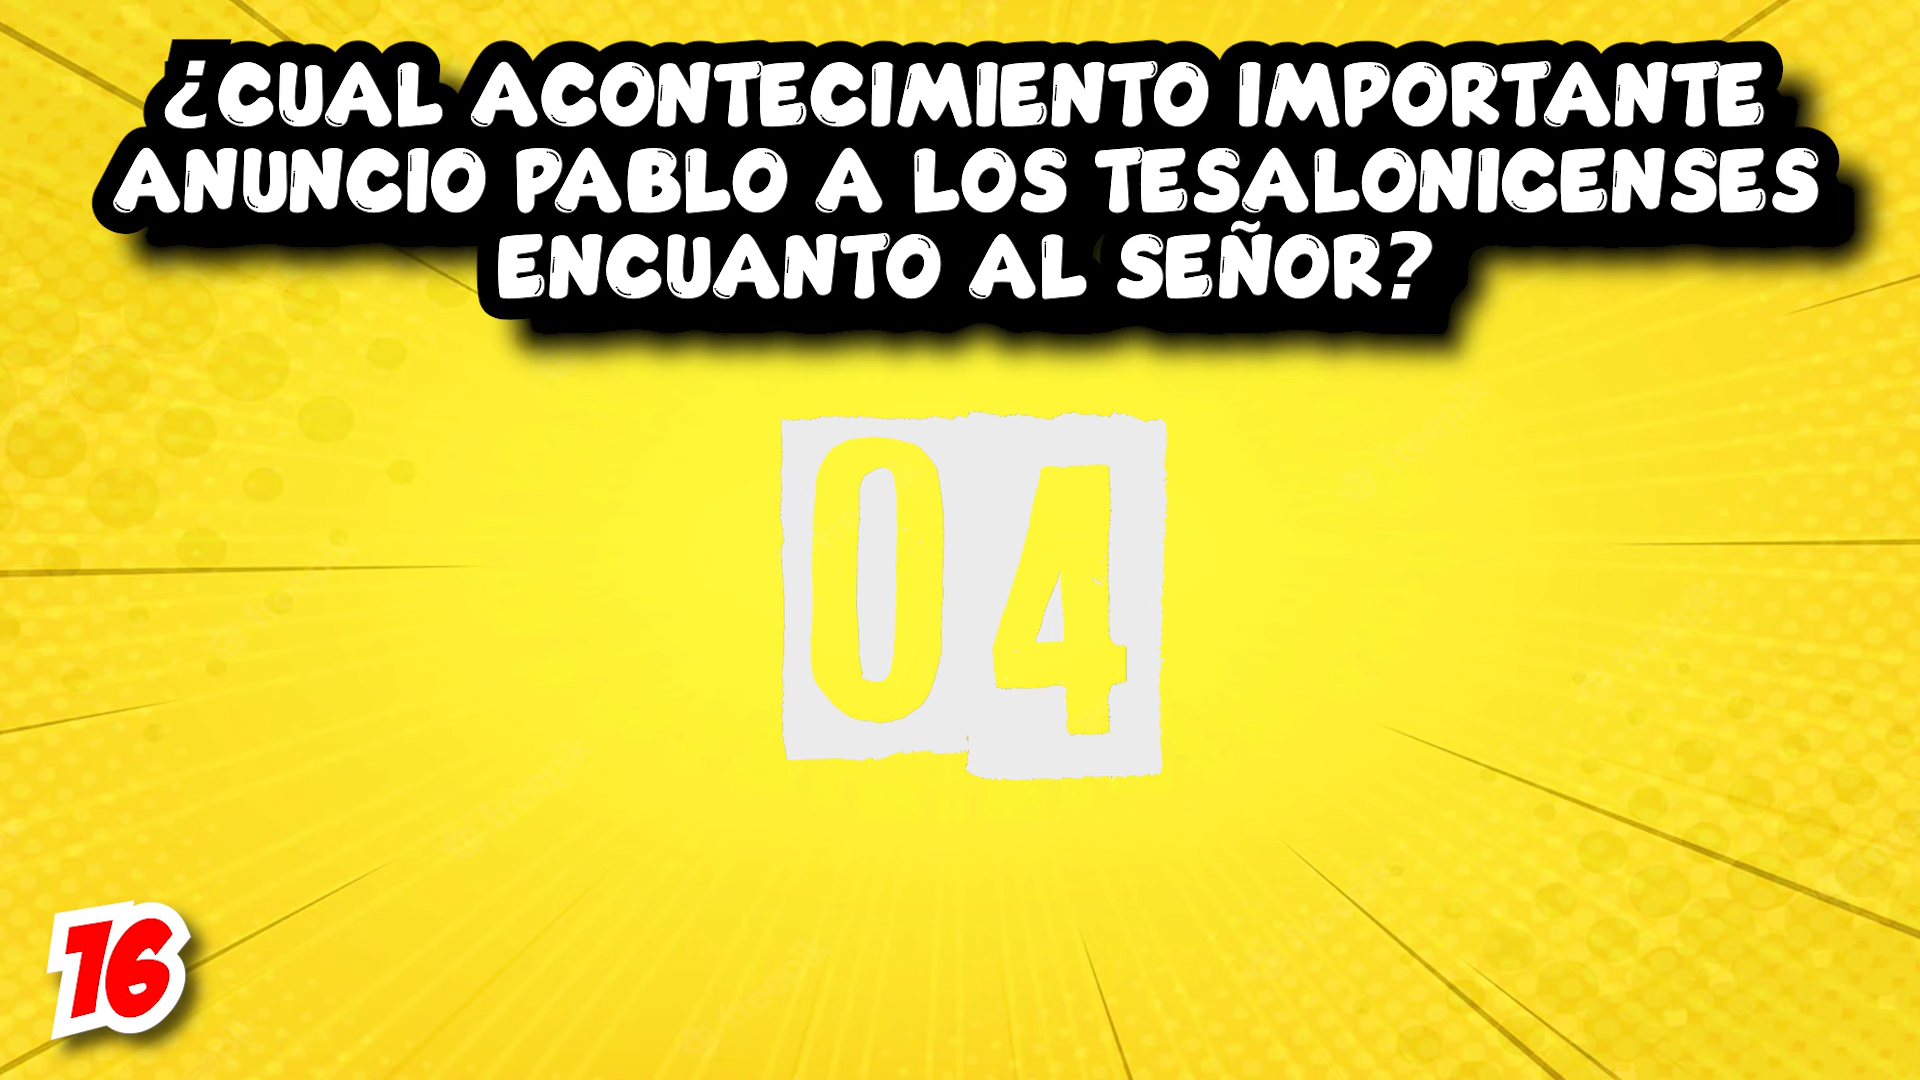 ¿CUAL ACONTECIMIENTO IMPORTANTE
ANUNCIO PABLO A LOS TESALONICENSES
ENCUANTO AL SEÑOR?
04
16